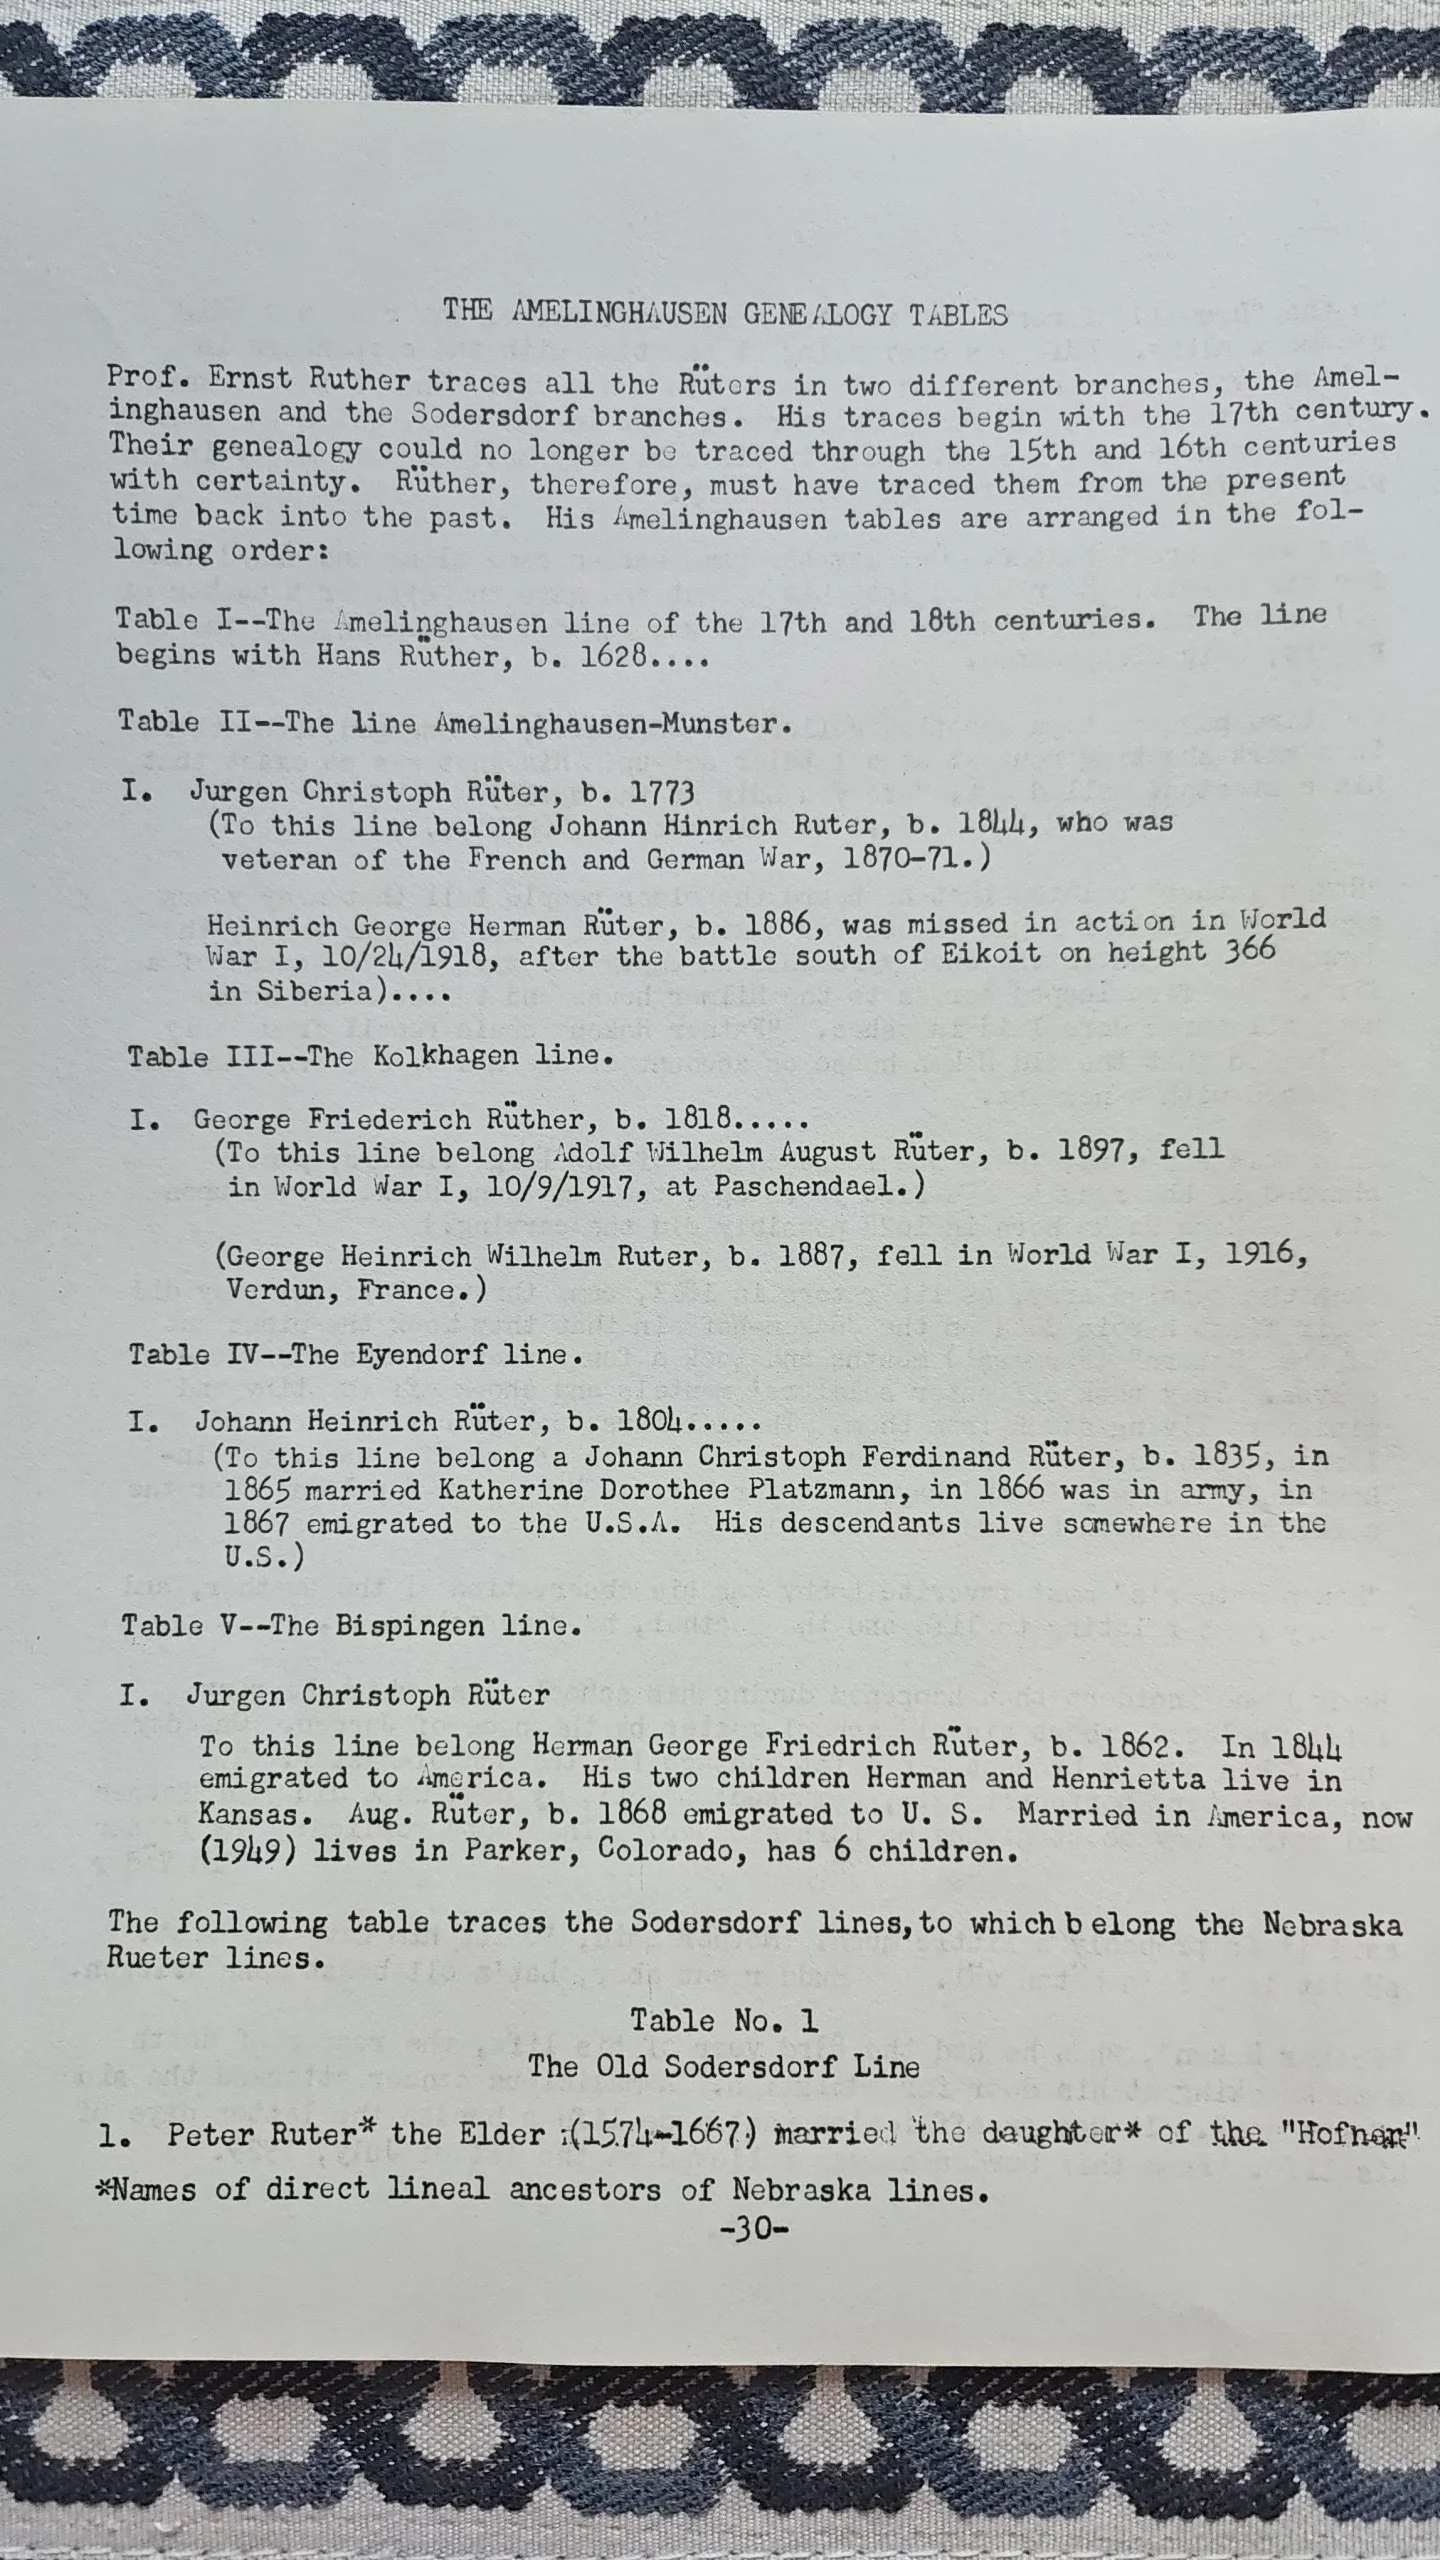 THE AMELINGHAUSEN GENEALOGY TABLES
Prof. Ernst Ruther traces all the Rüters in two different branches, the Amel-
inghausen and the Sodersdorf branches. His traces begin with the 17th century.
Their genealogy could no longer be traced through the 15th and 16th centuries
with certainty. Rüther, therefore, must have traced them from the present
time back into the past. His Amelinghausen tables are arranged in the fol-
lowing order:
Table I--The Amelinghausen line of the 17th and 18th centuries. The line
begins with Hans Rüther, b. 1628....
Table II--The line Amelinghausen-Munster.
I. Jurgen Christoph Rüter, b. 1773
(To this line belong Johann Hinrich Ruter, b. 1844, who was
veteran of the French and German War, 1870-71.)
Heinrich George Herman Rüter, b. 1886, was missed in action in World
War I, 10/24/1918, after the battle south of Eikoit on height 366
in Siberia)....
Table III--The Kolkhagen line.
I. George Friederich Rüther, b. 1818.....
(To this line belong Adolf Wilhelm August Rüter, b. 1897, fell
in World War I, 10/9/1917, at Paschendael.)
(George Heinrich Wilhelm Ruter, b. 1887, fell in World War I, 1916,
Verdun, France.)
Table IV--The Eyendorf line.
I. Johann Heinrich Rüter, b. 1804.....
(To this line belong a Johann Christoph Ferdinand Rüter, b. 1835, in
1865 married Katherine Dorothee Platzmann, in 1866 was in army, in
1867 emigrated to the U.S.A. His descendants live somewhere in the
U.S.)
Table V--The Bispingen line.
I. Jurgen Christoph Rüter
To this line belong Herman George Friedrich Rüter, b. 1862. In 1844
emigrated to America. His two children Herman and Henrietta live in
Kansas. Aug. Rüter, b. 1868 emigrated to U. S. Married in America, now
(1949) lives in Parker, Colorado, has 6 children.
The following table traces the Sodersdorf lines, to which b elong the Nebraska
Rueter lines.
Table No. 1
The Old Sodersdorf Line
1. Peter Ruter* the Elder (1574-1667) married the daughter* of the "Hofner"
*Names of direct lineal ancestors of Nebraska lines.
-30-